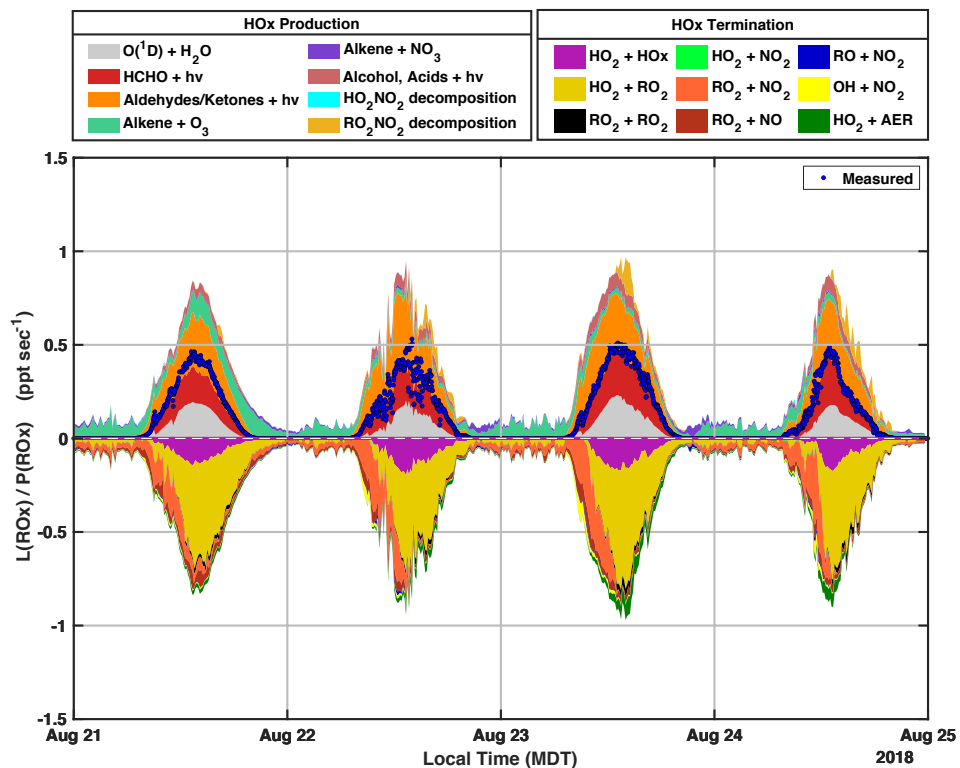 HOx Production
O(¹D) + H₂O
Alkene + NO₃
HCHO + hv
Alcohol, Acids + hv
Aldehydes/Ketones + hv
HO₂NO₂ decomposition
Alkene + O₃
RO₂NO₂ decomposition
HOx Termination
HO₂ + HOx
HO₂ + NO₂
RO + NO₂
HO₂ + RO₂
RO₂ + NO₂
OH + NO₂
RO₂ + RO₂
RO₂ + NO
HO₂ + AER
Measured
L(ROx) / P(ROx) (ppt sec⁻¹)
1.5
1
0.5
0
-0.5
-1
-1.5
Aug 21
Aug 22
Aug 23
Aug 24
Aug 25
Local Time (MDT)
2018